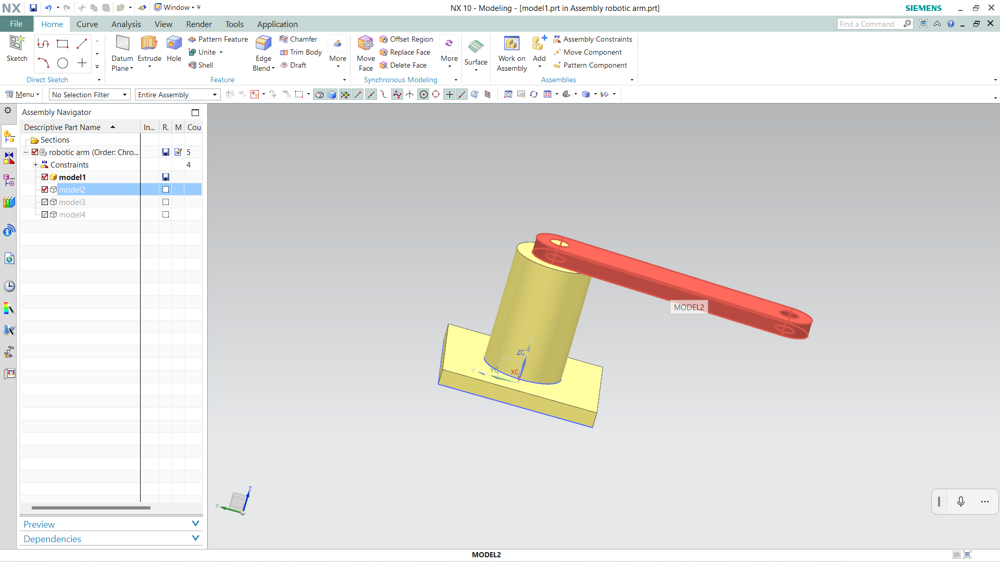 NX
Window
NX 10 - Modeling - [model1.prt in Assembly robotic arm.prt]
SIEMENS
File
Home
Curve
Analysis
View
Render
Tools
Application
Find a Command
Sketch
Direct Sketch
Datum
Plane
Extrude
Hole
Pattern Feature
Unite
Shell
Edge
Blend
Chamfer
Trim Body
Draft
More
Feature
Move
Face
Offset Region
Replace Face
Delete Face
More
Synchronous Modeling
Surface
Work on
Assembly
Add
Assembly Constraints
Move Component
Pattern Component
Assemblies
Menu
No Selection Filter
Entire Assembly
Assembly Navigator
Descriptive Part Name In... R. M Cou
Sections
robotic arm (Order: Chro... 5
Constraints 4
model1
model2
model3
model4
MODEL2
Z
ZC
Y
YC
XC
Z
Y
Preview
Dependencies
MODEL2